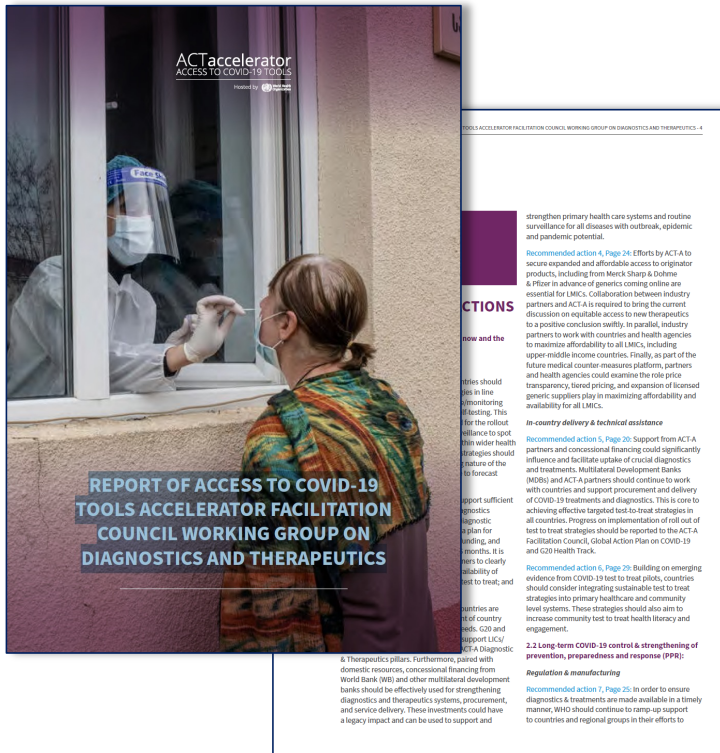 ACTaccelerator
ACCESS TO COVID-19 TOOLS
Hosted by World Health Organization
Face Shield
REPORT OF ACCESS TO COVID-19
TOOLS ACCELERATOR FACILITATION
COUNCIL WORKING GROUP ON
DIAGNOSTICS AND THERAPEUTICS
TOOLS ACCELERATOR FACILITATION COUNCIL WORKING GROUP ON DIAGNOSTICS AND THERAPEUTICS - 4
CTIONS
now and the
ntries should
gies in line
/monitoring
lf-testing. This
for the rollout
veillance to spot
thin wider health
strategies should
nature of the
to forecast
upport sufficient
agnostics
iagnostic
a plan for
unding, and
months. It is
ners to clearly
ailability of
test to treat; and
ountries are
nt of country
eeds. G20 and
support LICs/
ACT-A Diagnostic
& Therapeutics pillars. Furthermore, paired with
domestic resources, concessional financing from
World Bank (WB) and other multilateral development
banks should be effectively used for strengthening
diagnostics and therapeutics systems, procurement,
and service delivery. These investments could have
a legacy impact and can be used to support and
strengthen primary health care systems and routine
surveillance for all diseases with outbreak, epidemic
and pandemic potential.
Recommended action 4, Page 24: Efforts by ACT-A to
secure expanded and affordable access to originator
products, including from Merck Sharp & Dohme
& Pfizer in advance of generics coming online are
essential for LMICs. Collaboration between industry
partners and ACT-A is required to bring the current
discussion on equitable access to new therapeutics
to a positive conclusion swiftly. In parallel, industry
partners to work with countries and health agencies
to maximize affordability to all LMICs, including
upper-middle income countries. Finally, as part of the
future medical counter-measures platform, partners
and health agencies could examine the role price
transparency, tiered pricing, and expansion of licensed
generic suppliers play in maximizing affordability and
availability for all LMICs.
In-country delivery & technical assistance
Recommended action 5, Page 20: Support from ACT-A
partners and concessional financing could significantly
influence and facilitate uptake of crucial diagnostics
and treatments. Multilateral Development Banks
(MDBs) and ACT-A partners should continue to work
with countries and support procurement and delivery
of COVID-19 treatments and diagnostics. This is core to
achieving effective targeted test-to-treat strategies in
all countries. Progress on implementation of roll out of
test to treat strategies should be reported to the ACT-A
Facilitation Council, Global Action Plan on COVID-19
and G20 Health Track.
Recommended action 6, Page 29: Building on emerging
evidence from COVID-19 test to treat pilots, countries
should consider integrating sustainable test to treat
strategies into primary healthcare and community
level systems. These strategies should also aim to
increase community test to treat health literacy and
engagement.
2.2 Long-term COVID-19 control & strengthening of
prevention, preparedness and response (PPR):
Regulation & manufacturing
Recommended action 7, Page 25: In order to ensure
diagnostics & treatments are made available in a timely
manner, WHO should continue to ramp-up support
to countries and regional groups in their efforts to